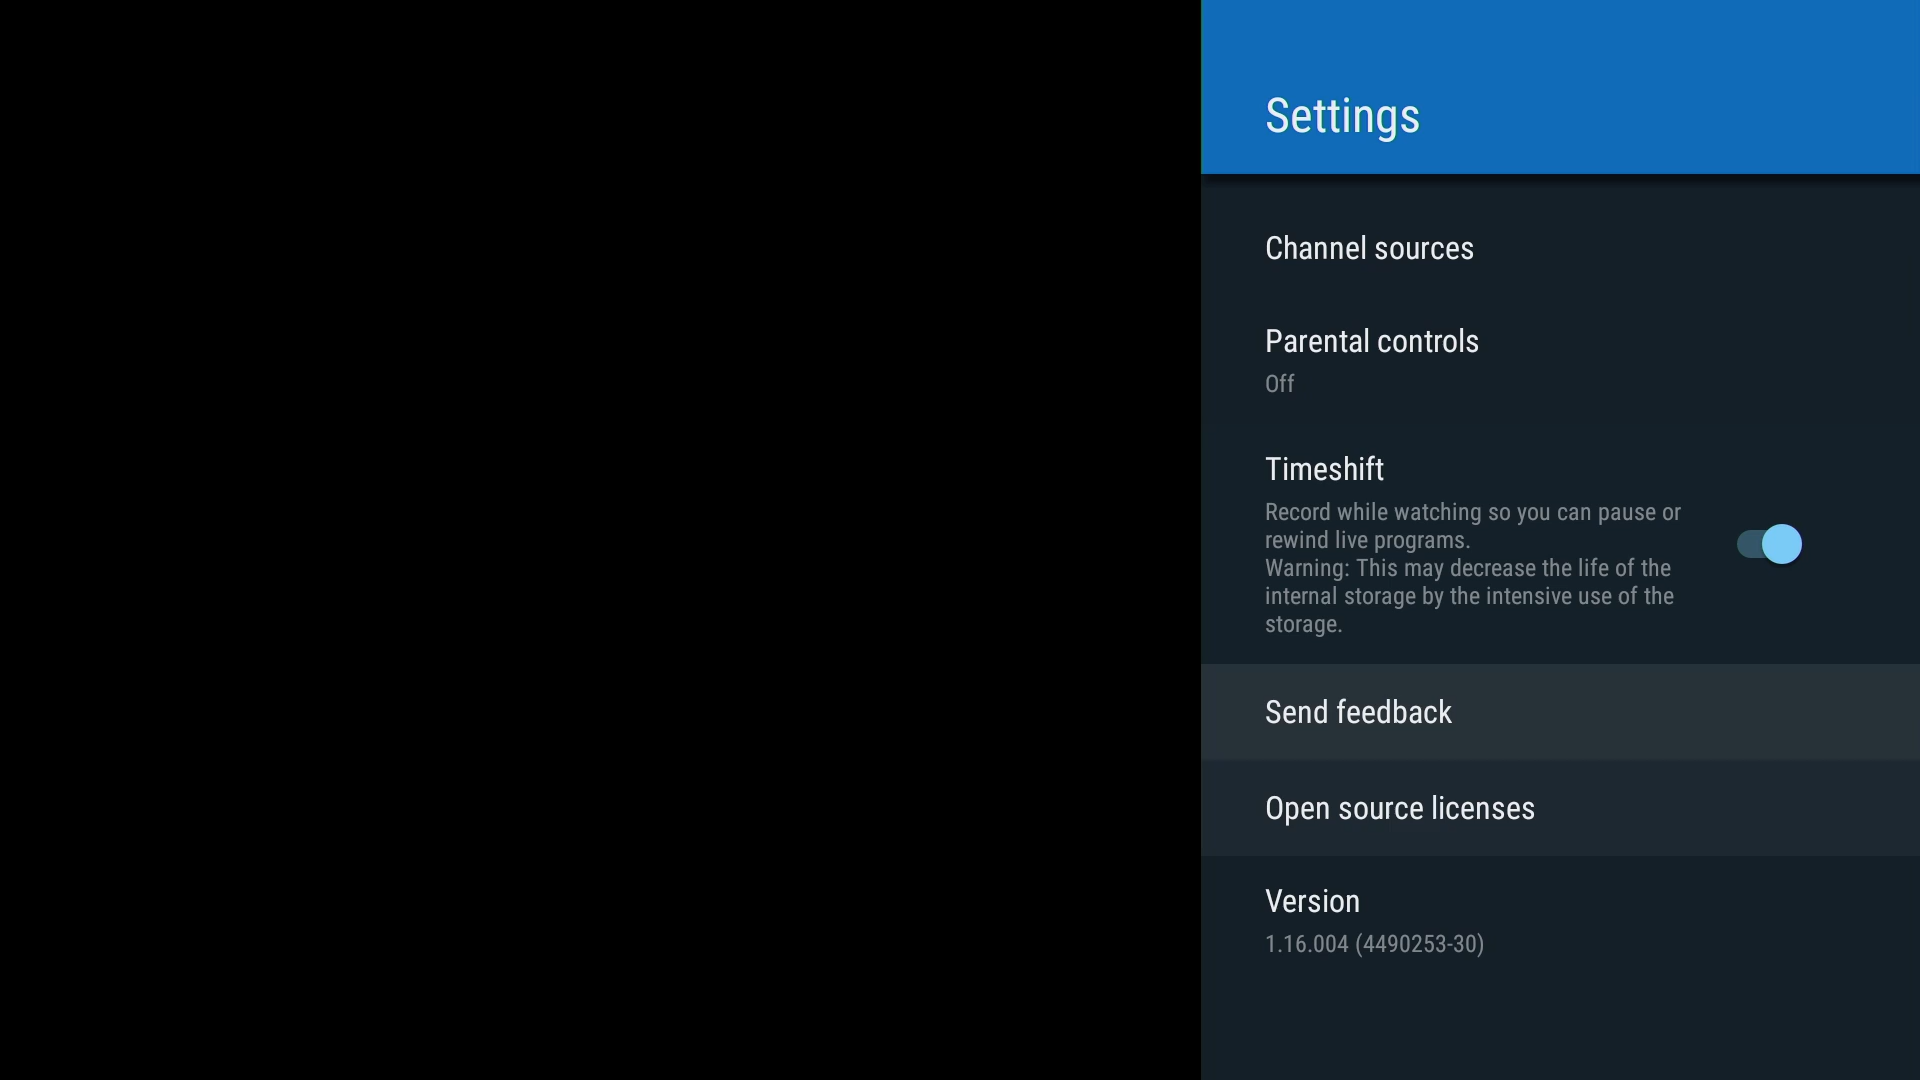 Settings
Channel sources
Parental controls
Off
Timeshift
Record while watching so you can pause or
rewind live programs.
Warning: This may decrease the life of the
internal storage by the intensive use of the
storage.
Send feedback
Open source licenses
Version
1.16.004 (4490253-30)